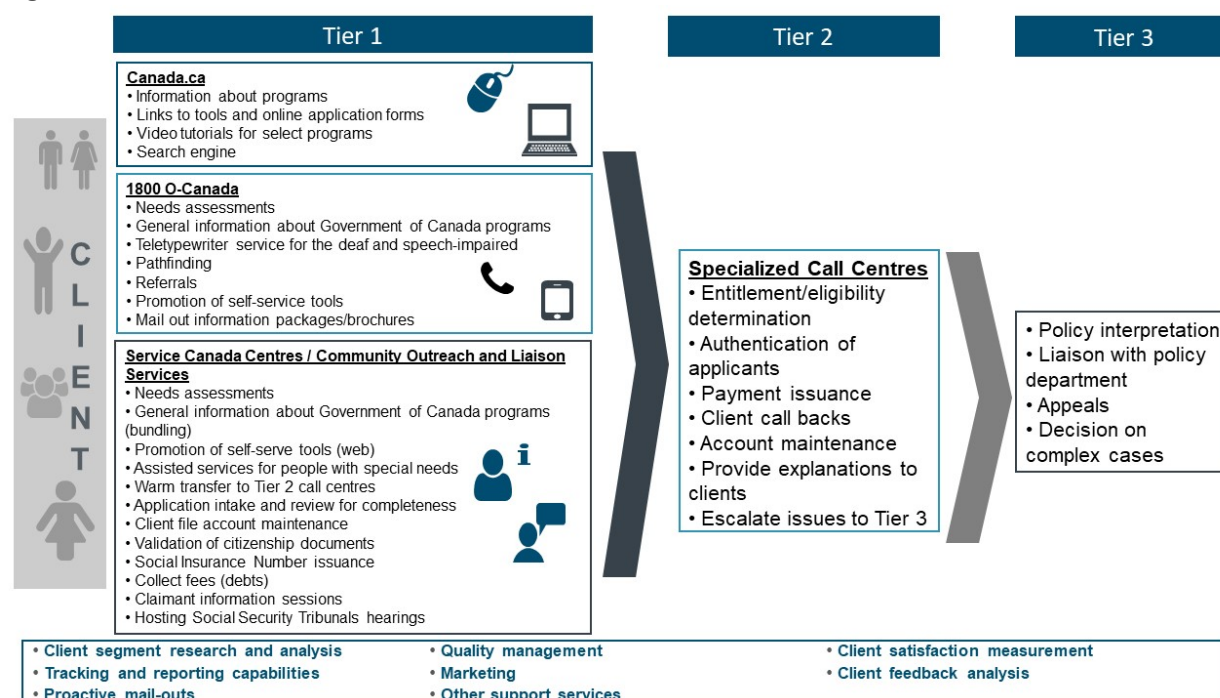 Tier 1
Tier 2
Tier 3
CLIENT
Canada.ca
• Information about programs
• Links to tools and online application forms
• Video tutorials for select programs
• Search engine
1800 O-Canada
• Needs assessments
• General information about Government of Canada programs
• Teletypewriter service for the deaf and speech-impaired
• Pathfinding
• Referrals
• Promotion of self-service tools
• Mail out information packages/brochures
Service Canada Centres / Community Outreach and Liaison
Services
• Needs assessments
• General information about Government of Canada programs
(bundling)
• Promotion of self-serve tools (web)
• Assisted services for people with special needs
• Warm transfer to Tier 2 call centres
• Application intake and review for completeness
• Client file account maintenance
• Validation of citizenship documents
• Social Insurance Number issuance
• Collect fees (debts)
• Claimant information sessions
• Hosting Social Security Tribunals hearings
i
Specialized Call Centres
• Entitlement/eligibility
determination
• Authentication of
applicants
• Payment issuance
• Client call backs
• Account maintenance
• Provide explanations to
clients
• Escalate issues to Tier 3
• Policy interpretation
• Liaison with policy
department
• Appeals
• Decision on
complex cases
• Client segment research and analysis
• Tracking and reporting capabilities
• Proactive mail-outs
• Quality management
• Marketing
• Other support services
• Client satisfaction measurement
• Client feedback analysis